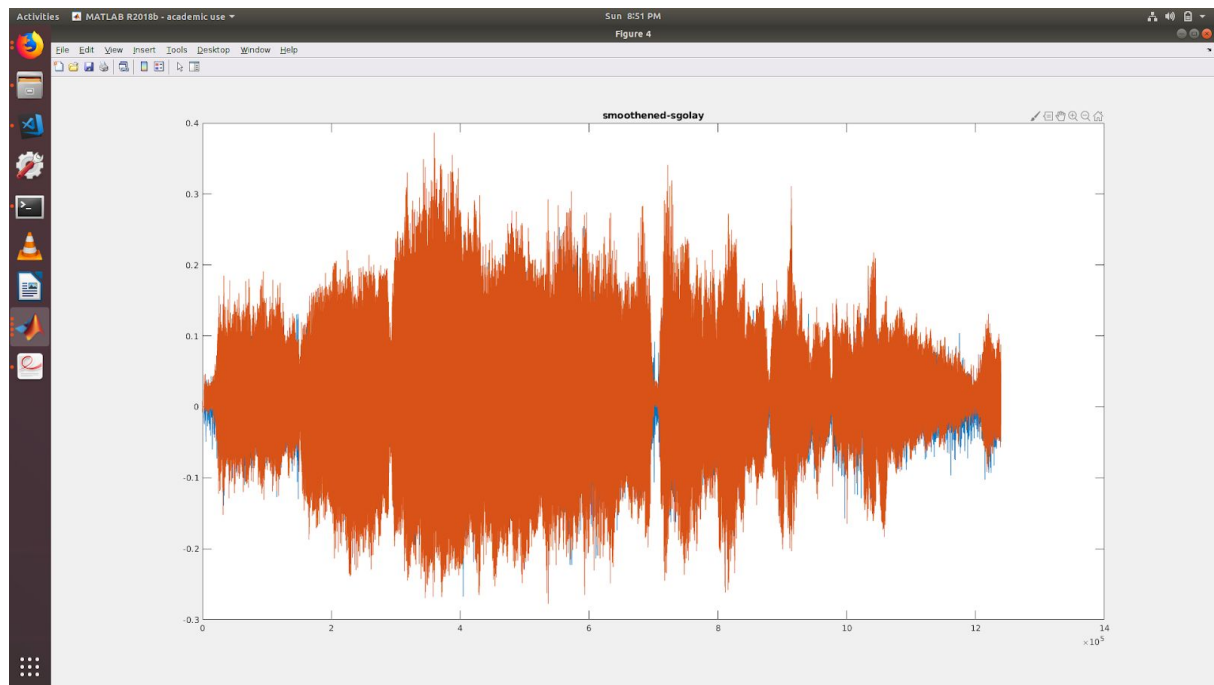 Activities MATLAB R2018b - academic use Sun 8:51 PM
Figure 4
File Edit View Insert Tools Desktop Window Help
smoothened-sgolay
0.4
0.3
0.2
0.1
0
-0.1
-0.2
-0.3
0 2 4 6 8 10 12 14
×10^5